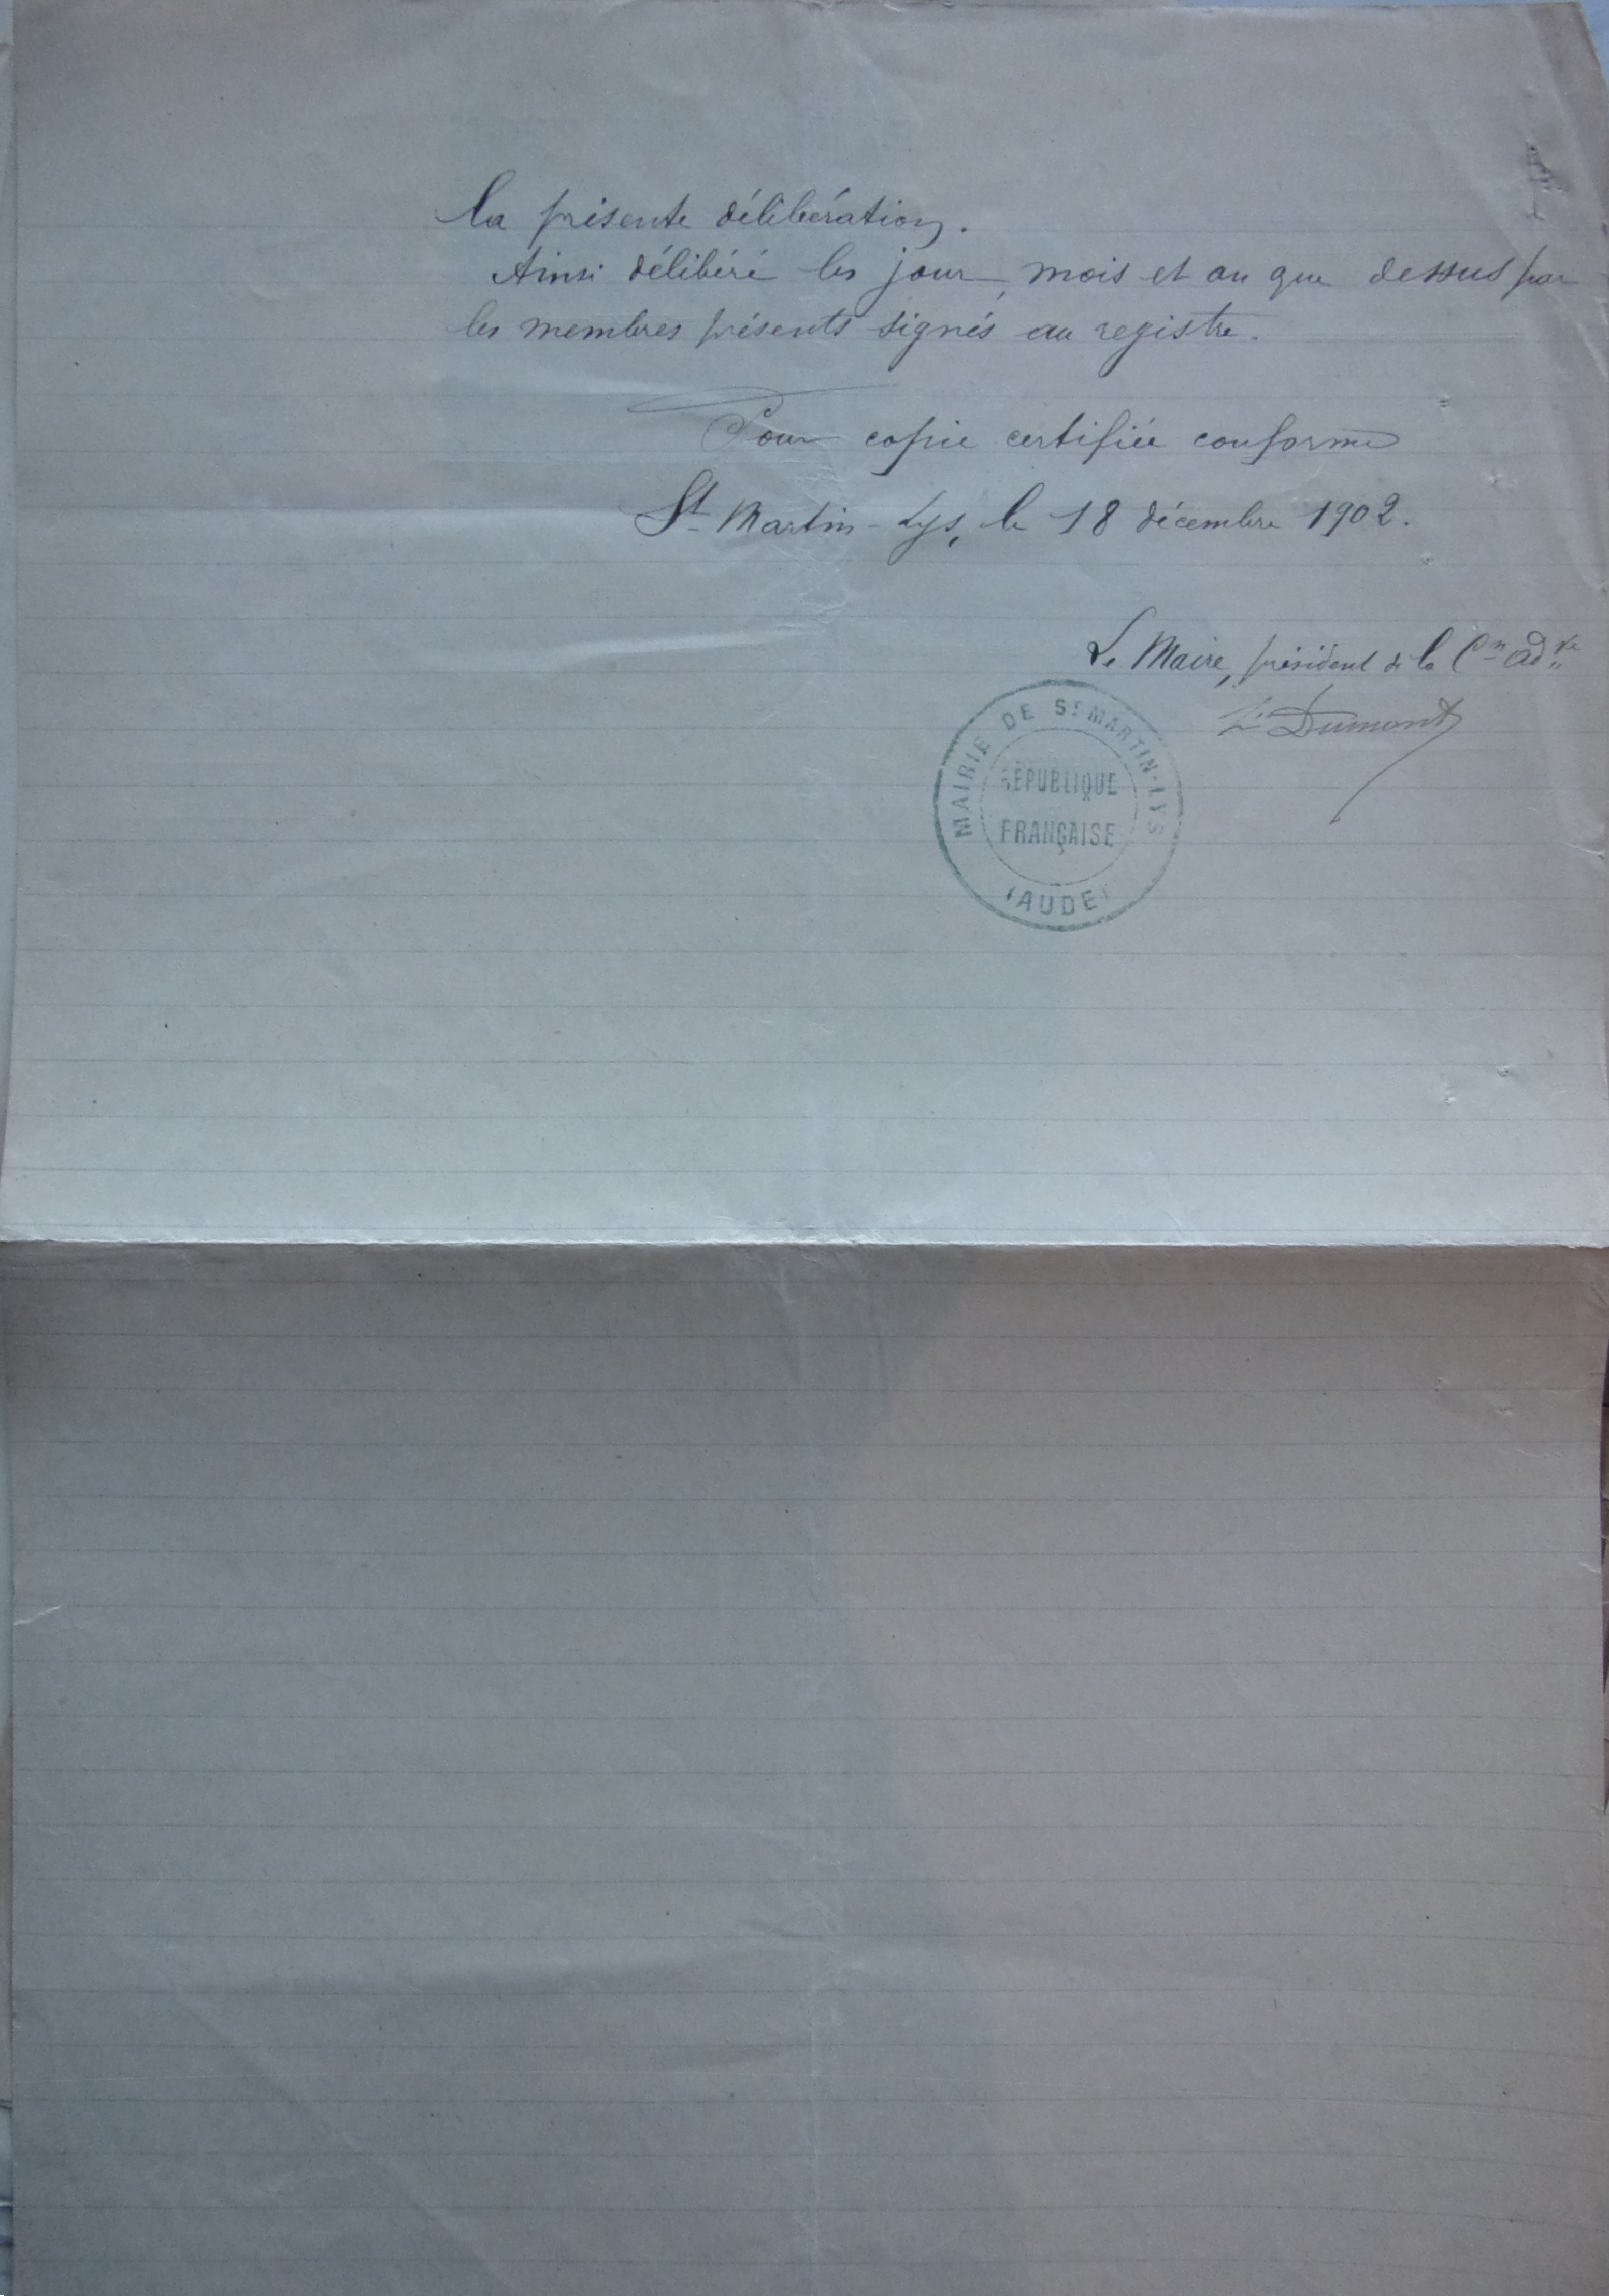 la présente délibération.
Ainsi délibéré les jour, mois et an que dessus par
les membres présents signés au registre.
Pour copie certifiée conforme
St Martin-Lys, le 18 décembre 1902.
Le Maire, président de la Con adve
Dumont
MAIRIE DE St MARTIN-LYS
RÉPUBLIQUE
FRANÇAISE
(AUDE)